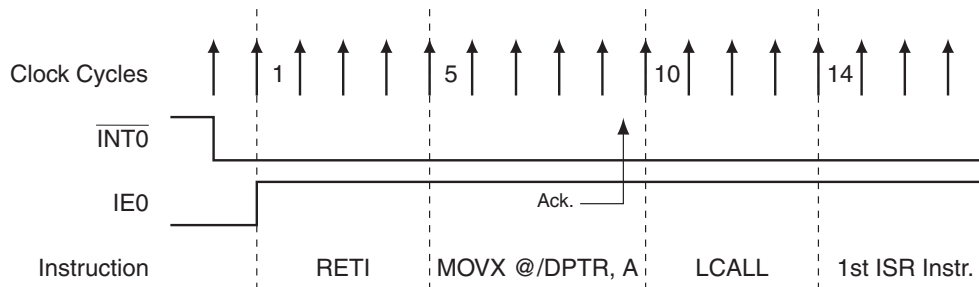 Clock Cycles 1 5 10 14
INT0
IE0
Ack.
Instruction RETI MOVX @/DPTR, A LCALL 1st ISR Instr.